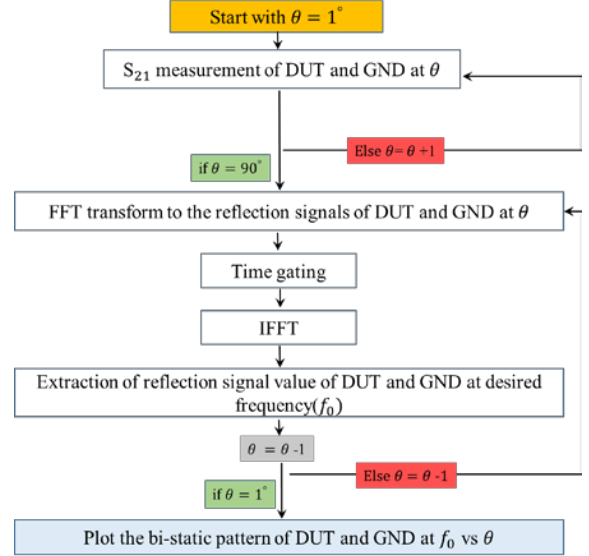 Start with θ = 1°
S₂₁ measurement of DUT and GND at θ
Else θ= θ +1
if θ = 90°
FFT transform to the reflection signals of DUT and GND at θ
Time gating
IFFT
Extraction of reflection signal value of DUT and GND at desired
frequency(f₀)
θ = θ -1
Else θ = θ -1
if θ = 1°
Plot the bi-static pattern of DUT and GND at f₀ vs θ